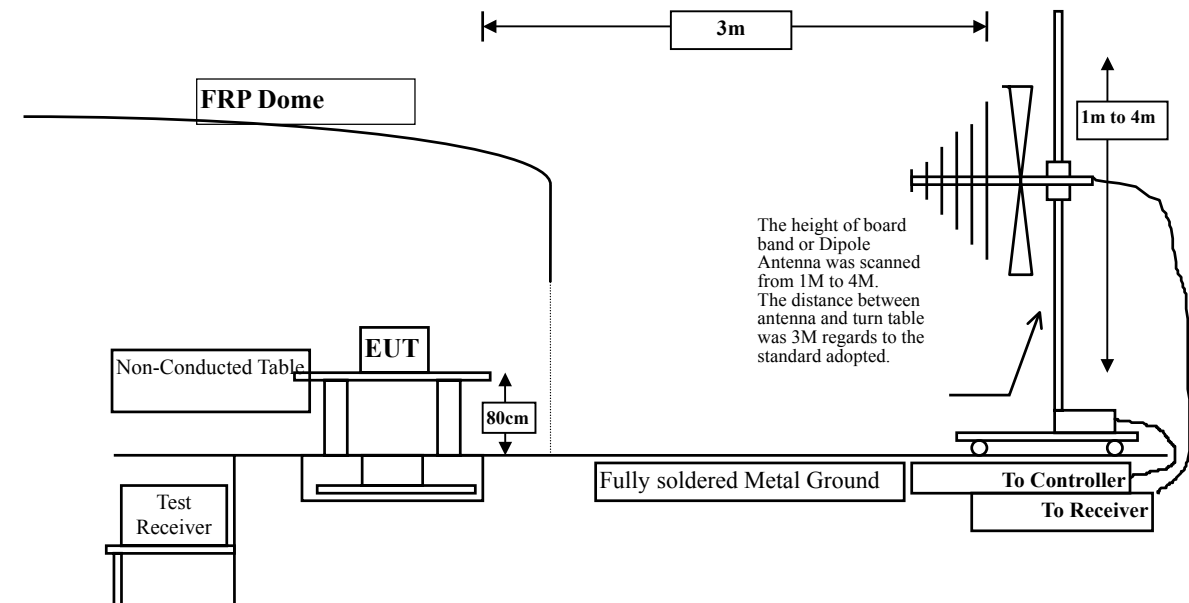 3m
FRP Dome
1m to 4m
The height of board
band or Dipole
Antenna was scanned
from 1M to 4M.
The distance between
antenna and turn table
was 3M regards to the
standard adopted.
EUT
Non-Conducted Table
80cm
Fully soldered Metal Ground
To Controller
To Receiver
Test
Receiver